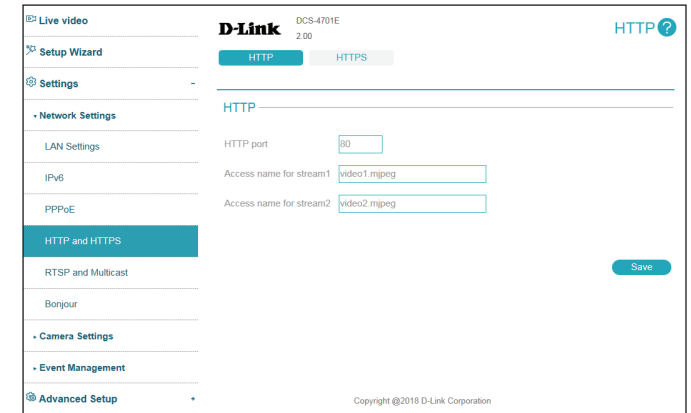 Live video
Setup Wizard
Settings -
Network Settings
LAN Settings
IPv6
PPPoE
HTTP and HTTPS
RTSP and Multicast
Bonjour
Camera Settings
Event Management
Advanced Setup +
D-Link
DCS-4701E
2.00
HTTP ?
HTTP
HTTPS
HTTP
HTTP port 80
Access name for stream1 video1.mjpeg
Access name for stream2 video2.mjpeg
Save
Copyright @2018 D-Link Corporation